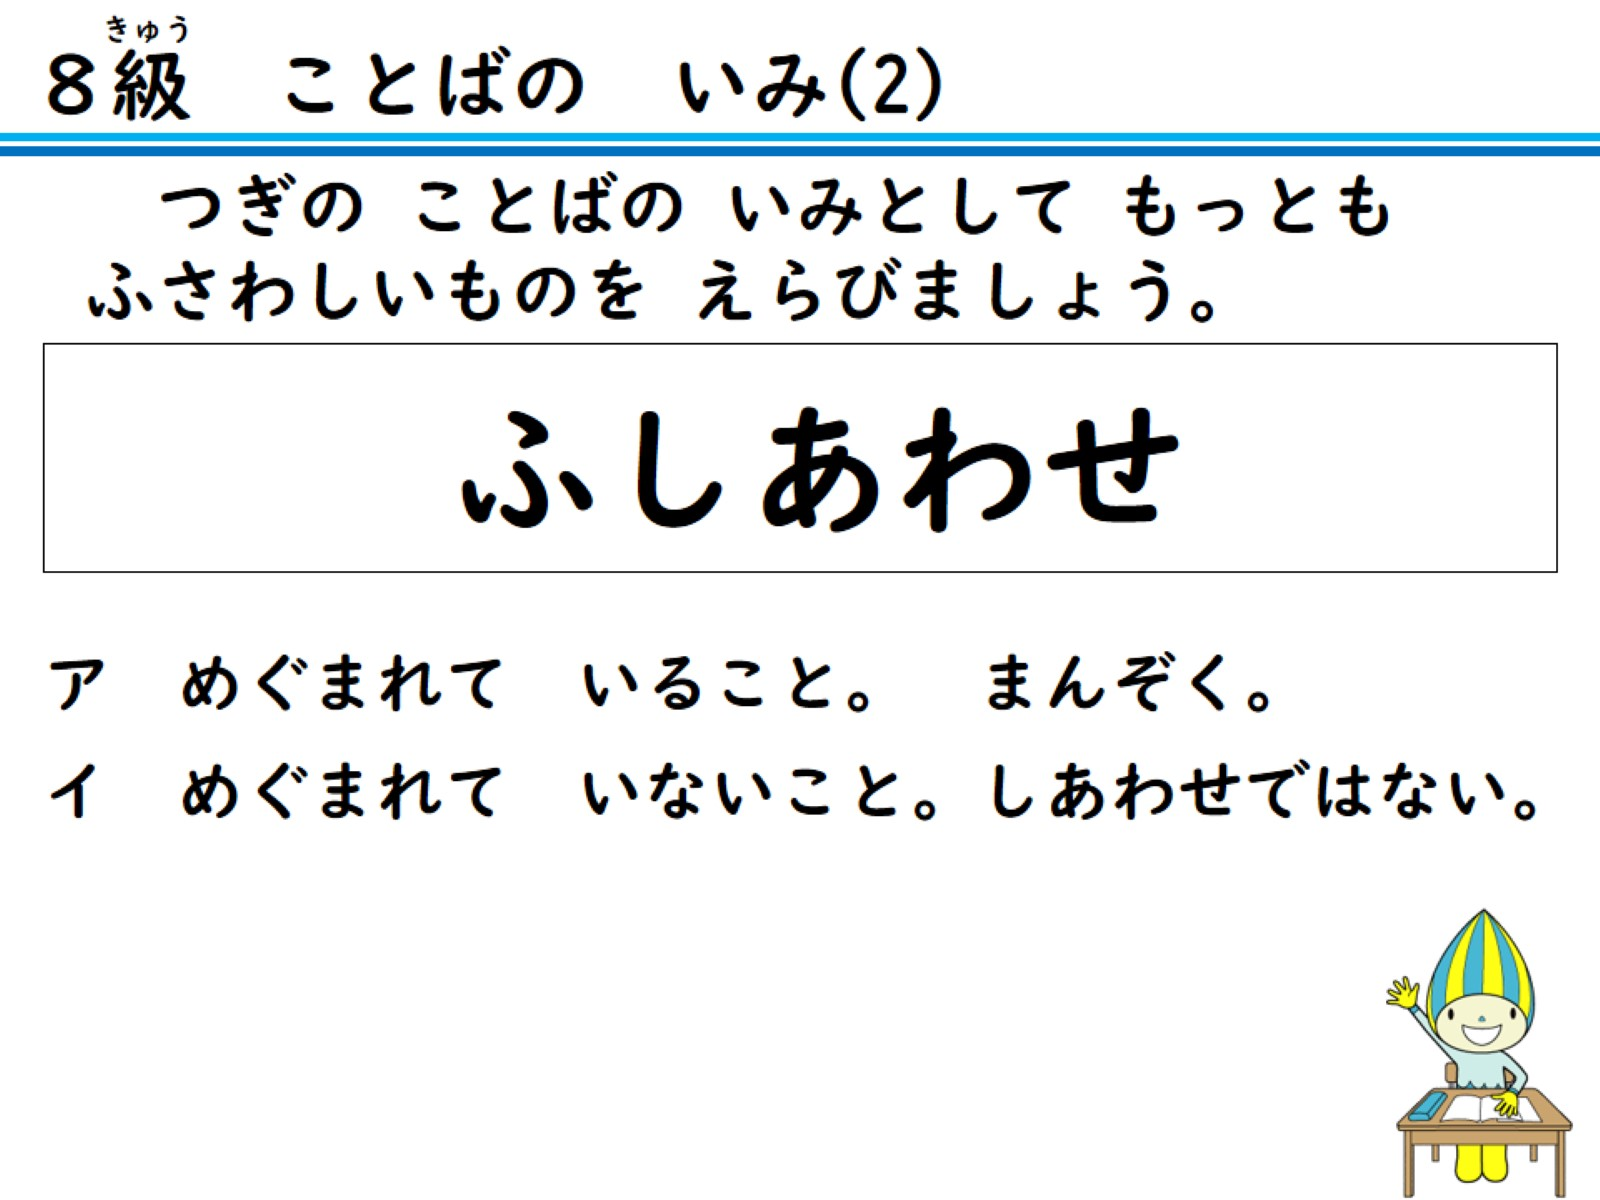 きゅう
８級　ことばの　いみ(2)
つぎの ことばの いみとして もっとも
ふさわしいものを えらびましょう。
ふしあわせ
ア　めぐまれて　いること。　まんぞく。
イ　めぐまれて　いないこと。しあわせではない。